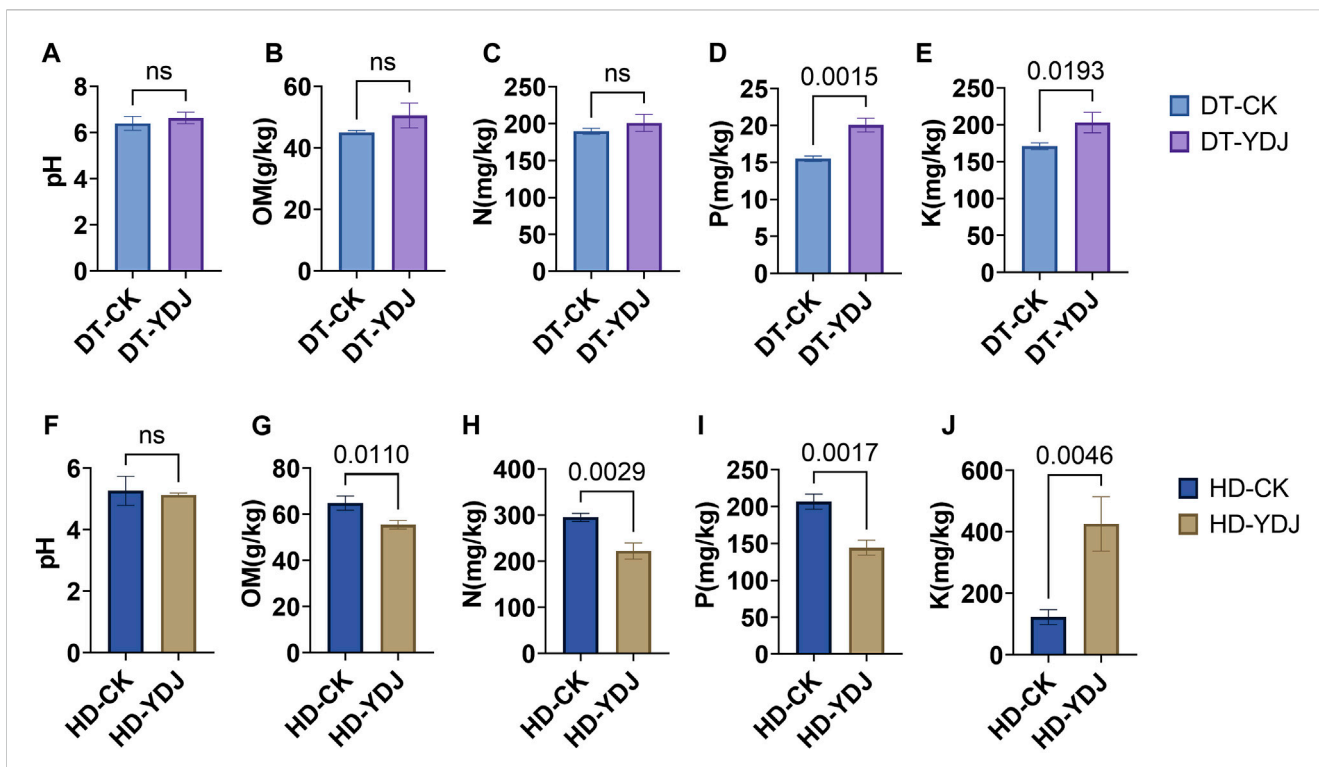 A
ns
pH
8
6
4
2
0
DT-CK
DT-YDJ
B
ns
OM(g/kg)
60
40
20
0
DT-CK
DT-YDJ
C
ns
N(mg/kg)
250
200
150
100
50
0
DT-CK
DT-YDJ
D
0.0015
P(mg/kg)
25
20
15
10
5
0
DT-CK
DT-YDJ
E
0.0193
K(mg/kg)
250
200
150
100
50
0
DT-CK
DT-YDJ
DT-CK
DT-YDJ
F
ns
pH
6
4
2
0
HD-CK
HD-YDJ
G
0.0110
OM(g/kg)
80
60
40
20
0
HD-CK
HD-YDJ
H
0.0029
N(mg/kg)
400
300
200
100
0
HD-CK
HD-YDJ
I
0.0017
P(mg/kg)
250
200
150
100
50
0
HD-CK
HD-YDJ
J
0.0046
K(mg/kg)
600
400
200
0
HD-CK
HD-YDJ
HD-CK
HD-YDJ